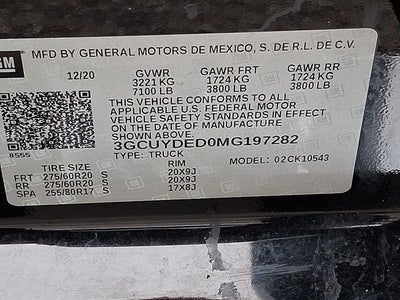 GM
MFD BY GENERAL MOTORS DE MEXICO, S. DE R.L. DE C.V.
12/20 GVWR GAWR FRT GAWR RR
3221 KG 1724 KG 1724 KG
7100 LB 3800 LB 3800 LB
THIS VEHICLE CONFORMS TO ALL
APPLICABLE U.S. FEDERAL MOTOR
VEHICLE SAFETY STANDARDS IN EFFECT
ON THE DATE OF MANUFACTURE
SHOWN ABOVE.
3GCUYDED0MG197282
8555 TYPE: TRUCK 02CK10543
TIRE SIZE RIM
FRT 275/60R20 S 20X9J
RR 275/60R20 S 20X9J
SPA 255/80R17 S 17X8J